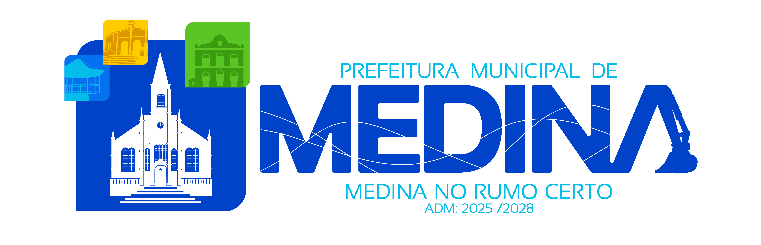 PREFEITURA MUNICIPAL DE
MEDINA
MEDINA NO RUMO CERTO
ADM: 2025 /2028